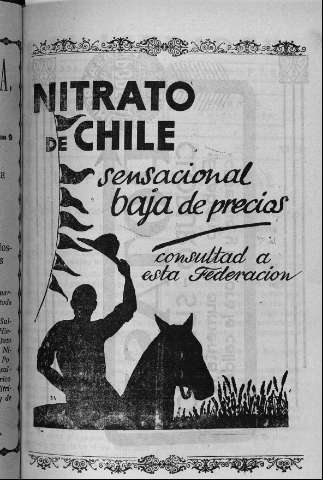 NITRATO
DE CHILE
sensacional
baja de precios
consultad a
esta Federacion